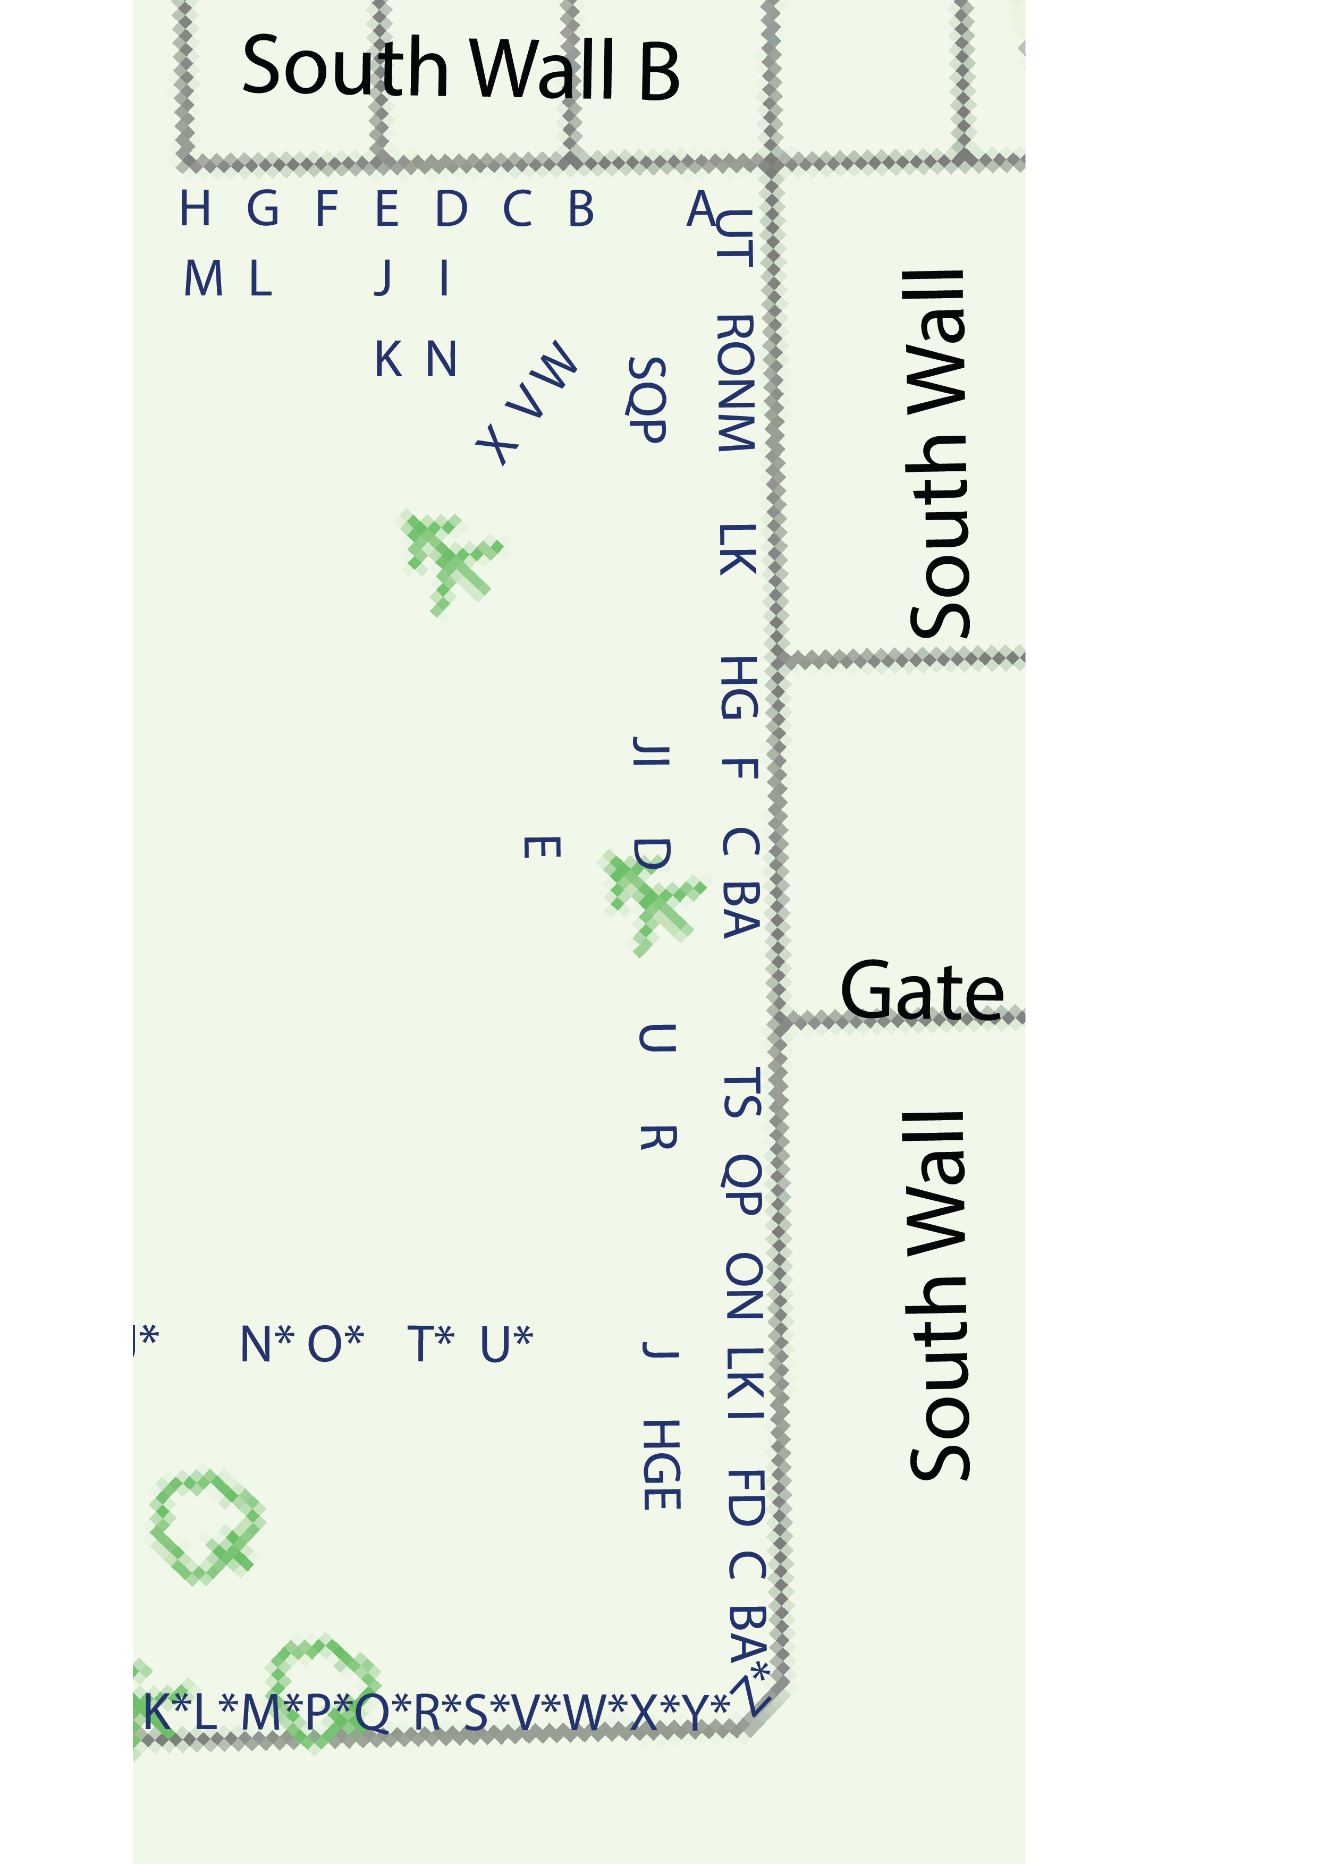 South Wall B
H G F E D C B A
M L J I
K N
X V W
SQP
UT RONM LK HG F C BA
JI
D
E
South Wall
Gate
U
R
TS QP ON LKI FD C BA
J
HGE
South Wall
N* O* T* U*
K*L*M*P*Q*R*S*V*W*X*Y*Z*